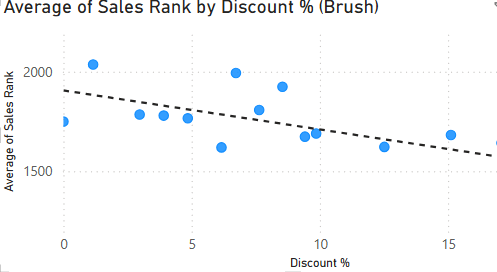 Average of Sales Rank by Discount % (Brush)
Average of Sales Rank
2000
1500
0
5
10
15
Discount %